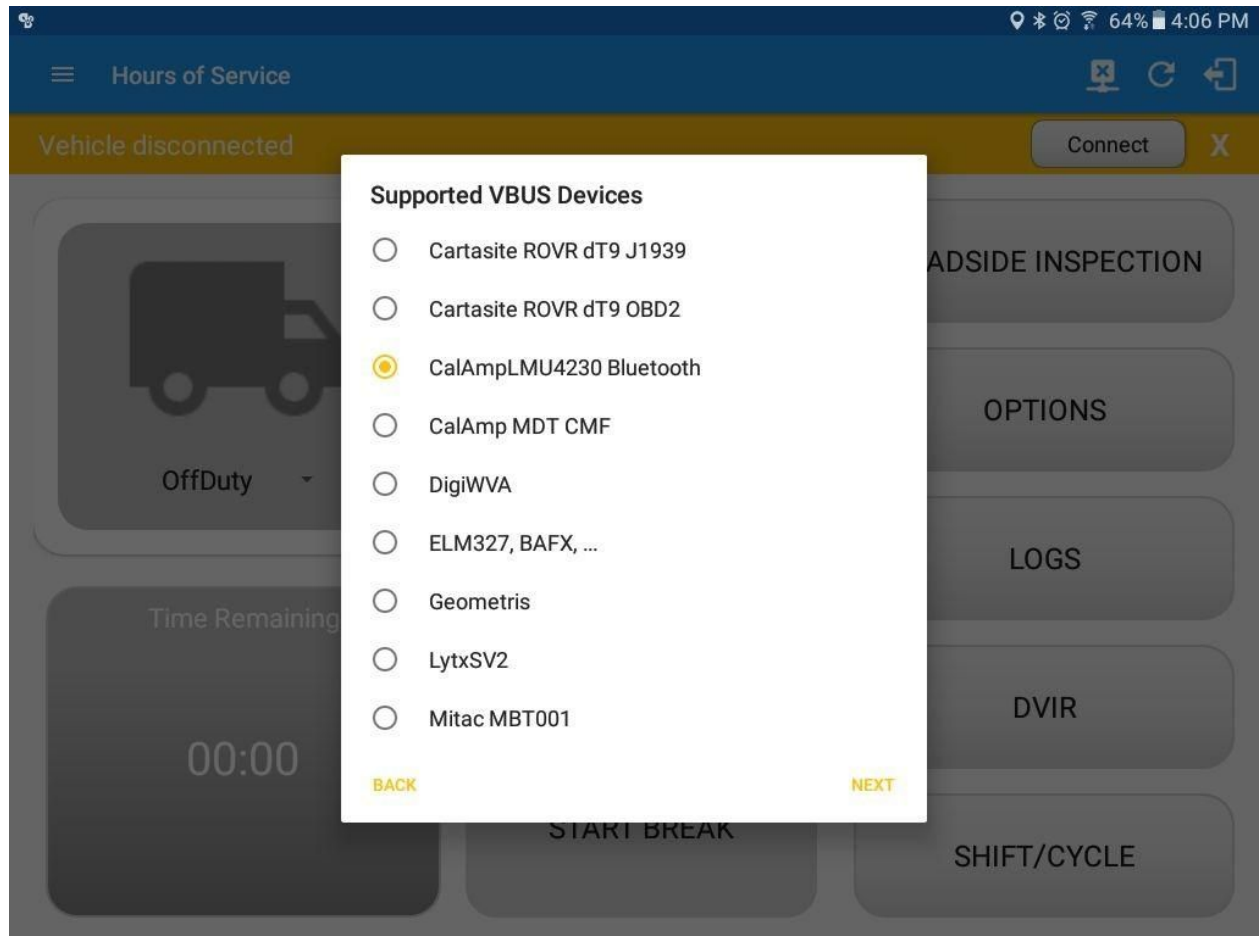 64% 4:06 PM
Hours of Service
Vehicle disconnected
Connect X
Supported VBUS Devices
Cartasite ROVR dT9 J1939
Cartasite ROVR dT9 OBD2
CalAmpLMU4230 Bluetooth
CalAmp MDT CMF
DigiWVA
ELM327, BAFX, ...
Geometris
LytxSV2
Mitac MBT001
BACK
NEXT
OffDuty
Time Remaining
00:00
START BREAK
ADSIDE INSPECTION
OPTIONS
LOGS
DVIR
SHIFT/CYCLE